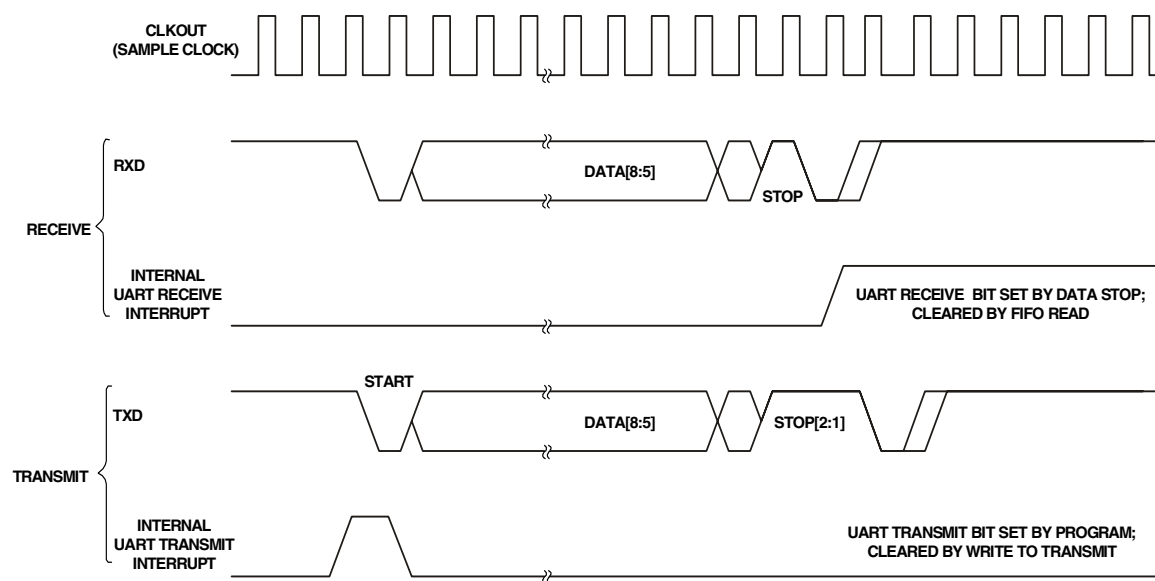 CLKOUT
(SAMPLE CLOCK)
RXD
DATA[8:5]
STOP
RECEIVE
INTERNAL
UART RECEIVE
INTERRUPT
UART RECEIVE BIT SET BY DATA STOP;
CLEARED BY FIFO READ
START
TXD
DATA[8:5]
STOP[2:1]
TRANSMIT
INTERNAL
UART TRANSMIT
INTERRUPT
UART TRANSMIT BIT SET BY PROGRAM;
CLEARED BY WRITE TO TRANSMIT